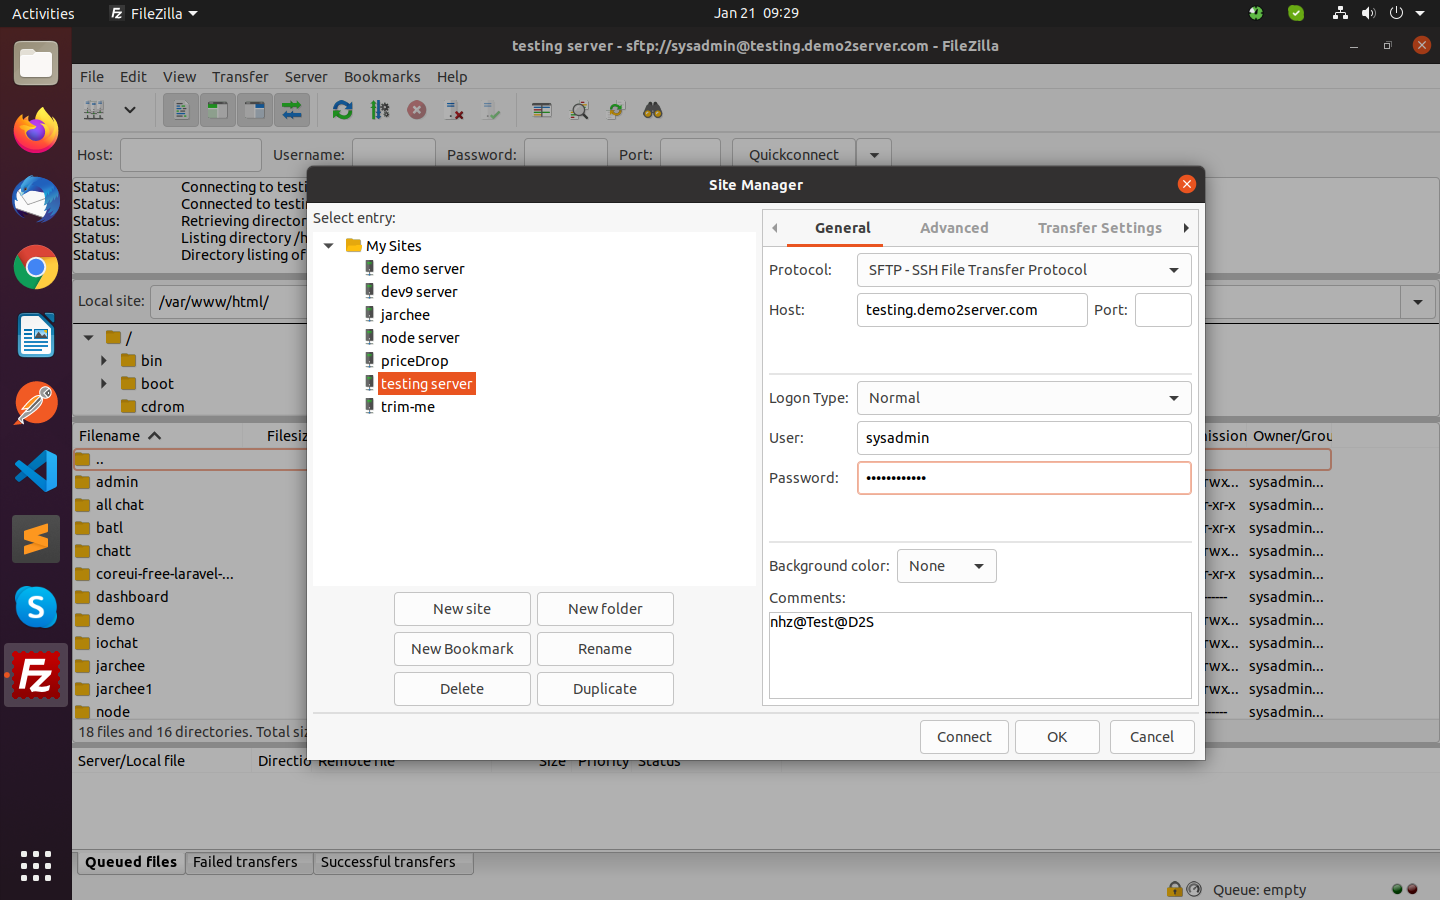 Activities FileZilla Jan 21 09:29
testing server - sftp://sysadmin@testing.demo2server.com - FileZilla
File Edit View Transfer Server Bookmarks Help
Host: Username: Password: Port: Quickconnect
Status: Connecting to testi
Status: Connected to testi
Status: Retrieving director
Status: Listing directory /h
Status: Directory listing of
Local site: /var/www/html/
/
bin
boot
cdrom
Filename Filesiz
..
admin
all chat
batl
chatt
coreui-free-laravel-...
dashboard
demo
iochat
jarchee
jarchee1
node
18 files and 16 directories. Total siz
Site Manager
Select entry:
My Sites
demo server
dev9 server
jarchee
node server
priceDrop
testing server
trim-me
New site New folder
New Bookmark Rename
Delete Duplicate
General Advanced Transfer Settings
Protocol: SFTP - SSH File Transfer Protocol
Host: testing.demo2server.com Port:
Logon Type: Normal
User: sysadmin
Password: ••••••••••••
Background color: None
Comments:
nhz@Test@D2S
Connect OK Cancel
ission Owner/Grou
rwx... sysadmin...
r-xr-x sysadmin...
r-xr-x sysadmin...
rwx... sysadmin...
r-xr-x sysadmin...
------ sysadmin...
rwx... sysadmin...
rwx... sysadmin...
rwx... sysadmin...
rwx... sysadmin...
------ sysadmin...
Server/Local file Directio Remote file Size Priority Status
Queued files Failed transfers Successful transfers
Queue: empty